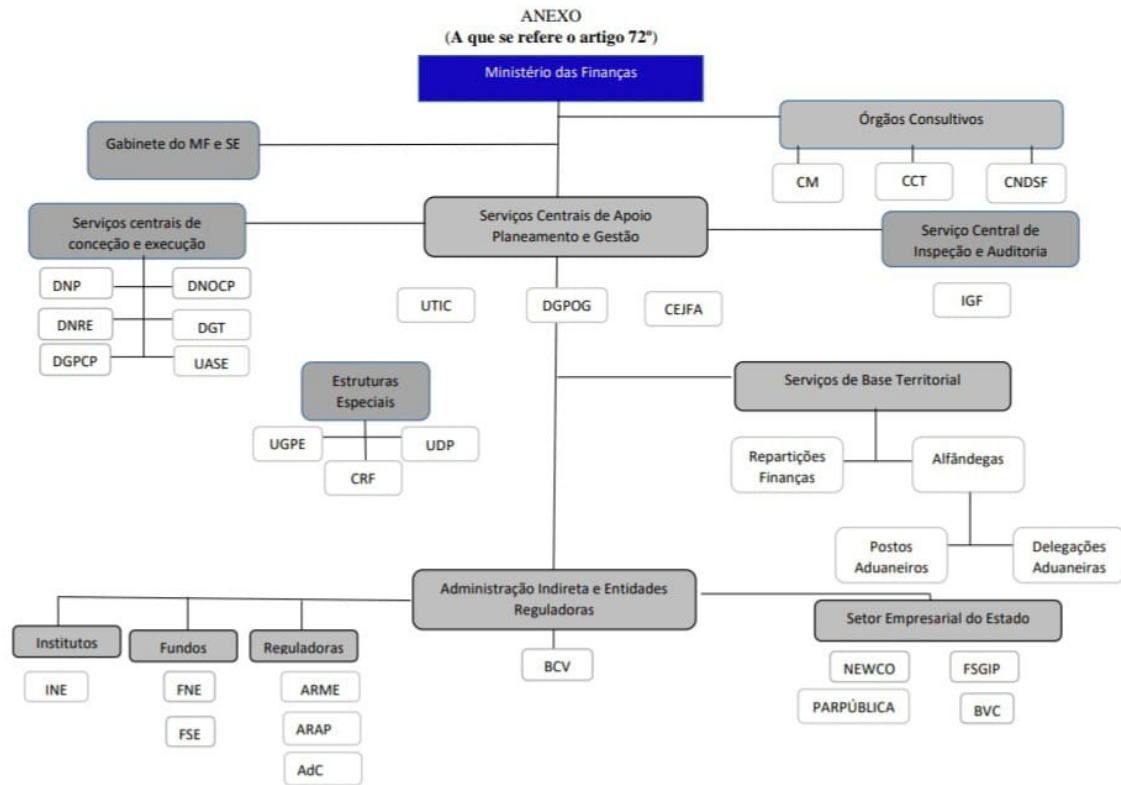 ANEXO
(A que se refere o artigo 72º)
Ministério das Finanças
Gabinete do MF e SE
Órgãos Consultivos
CM
CCT
CNDSF
Serviços centrais de
conceção e execução
Serviços Centrais de Apoio
Planeamento e Gestão
Serviço Central de
Inspeção e Auditoria
DNP
DNOCP
DNRE
DGT
DGPCP
UASE
UTIC
DGPOG
CEJFA
IGF
Estruturas
Especiais
UGPE
UDP
CRF
Serviços de Base Territorial
Repartições
Finanças
Alfândegas
Postos
Aduaneiros
Delegações
Aduaneiras
Administração Indireta e Entidades
Reguladoras
Institutos
Fundos
Reguladoras
Setor Empresarial do Estado
INE
FNE
FSE
ARME
ARAP
AdC
BCV
NEWCO
FSGIP
PARPÚBLICA
BVC